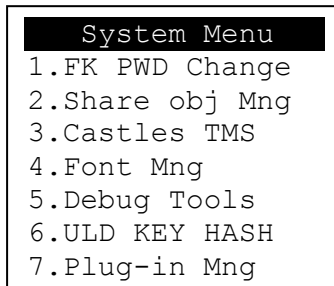 System Menu
1.FK PWD Change
2.Share obj Mng
3.Castles TMS
4.Font Mng
5.Debug Tools
6.ULD KEY HASH
7.Plug-in Mng